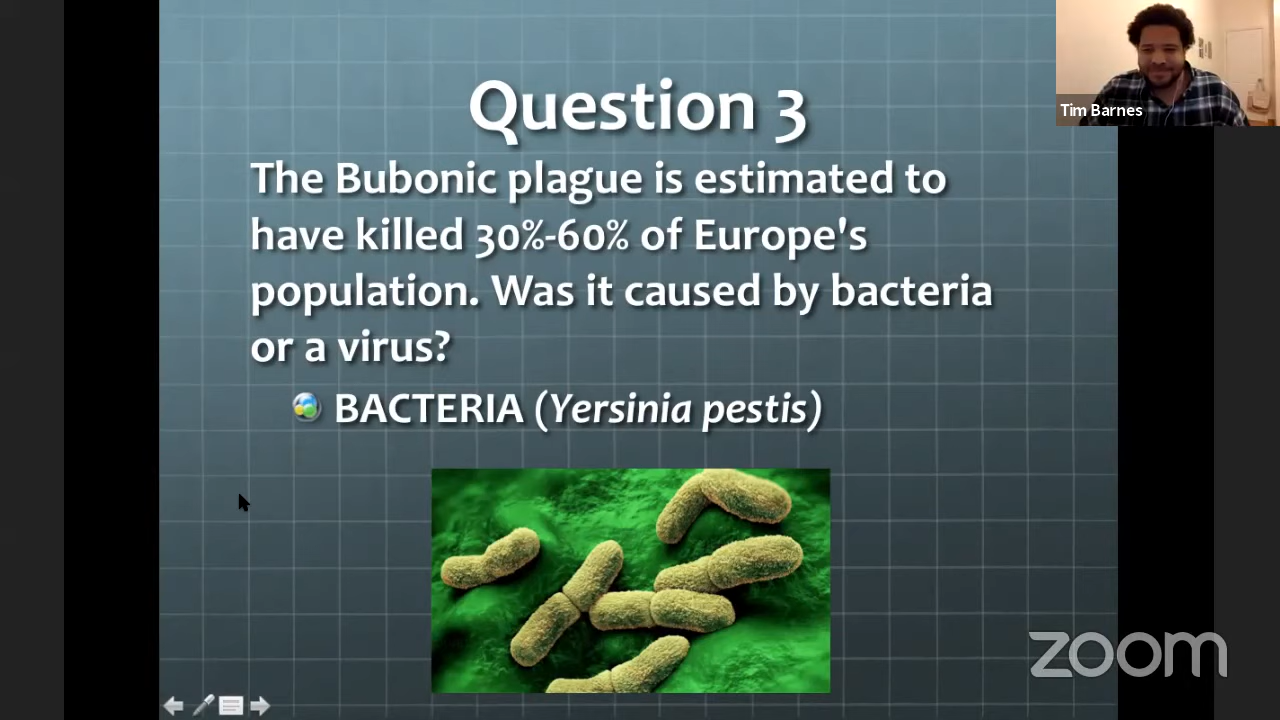 Question 3
The Bubonic plague is estimated to
have killed 30%-60% of Europe's
population. Was it caused by bacteria
or a virus?
BACTERIA (Yersinia pestis)
Tim Barnes
zoom